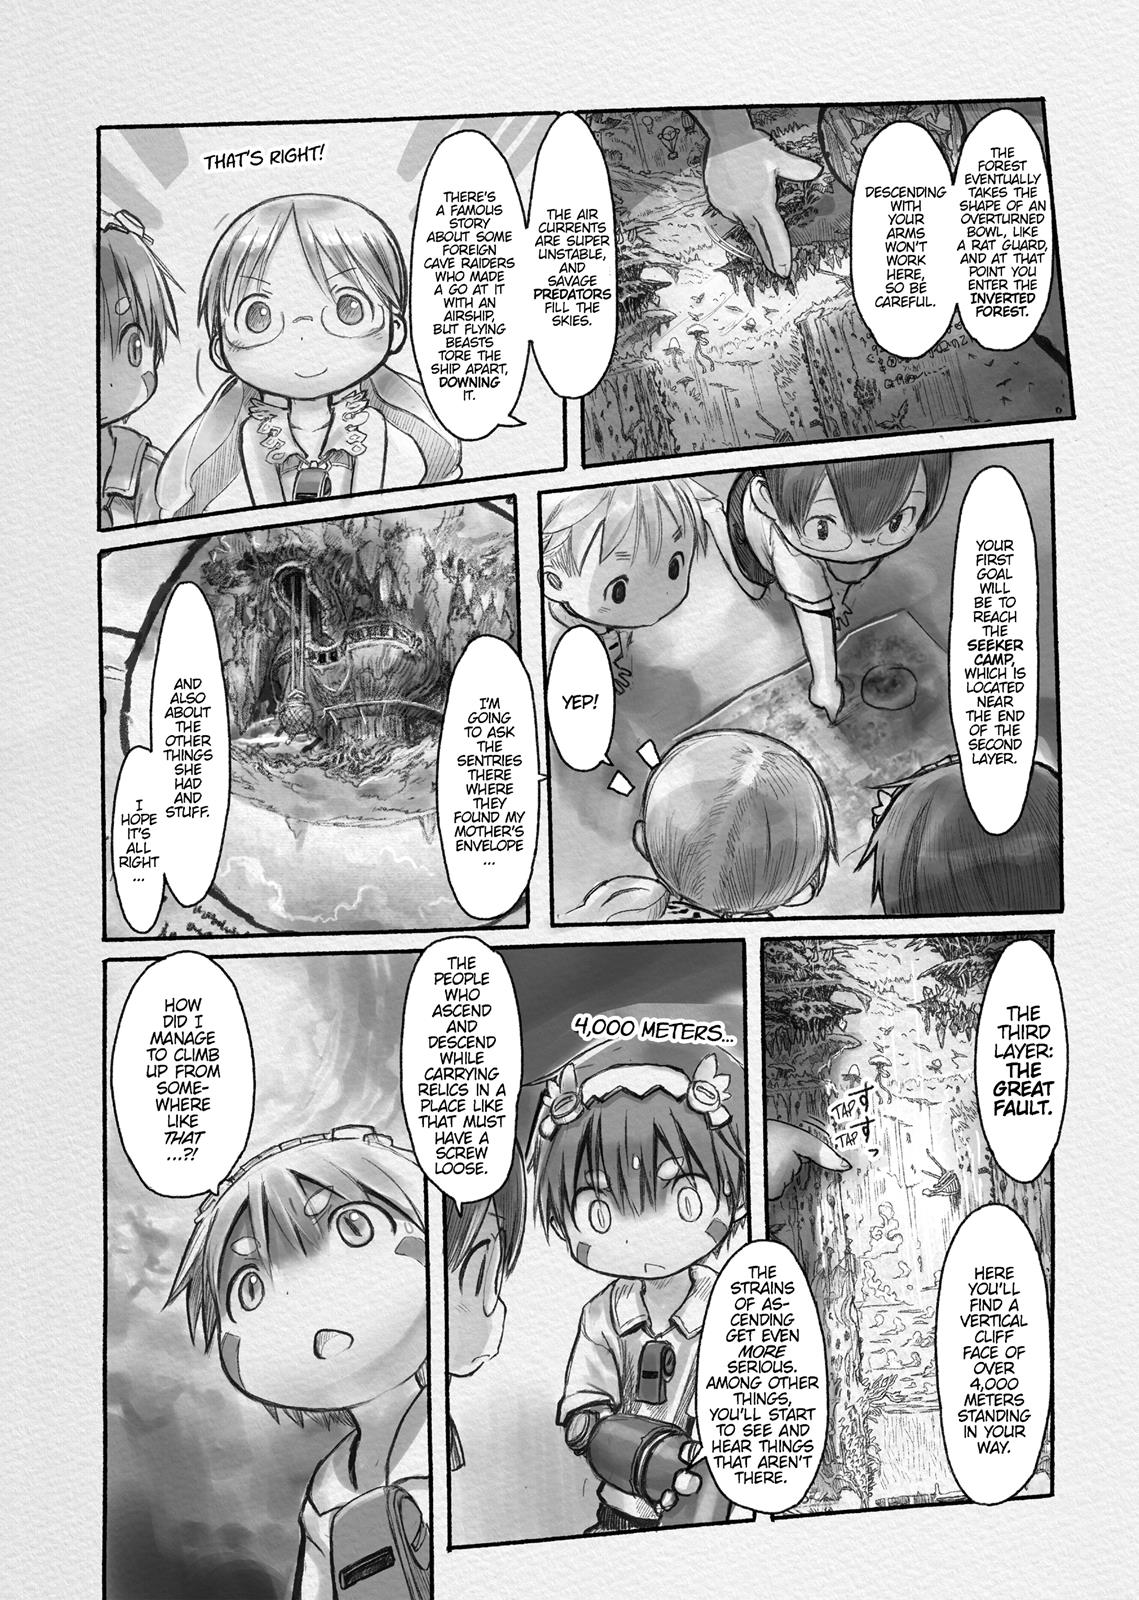 THE
FOREST
EVENTUALLY
TAKES THE
SHAPE OF AN
OVERTURNED
BOWL, LIKE
A RAT GUARD,
AND AT THAT
POINT YOU
ENTER THE
INVERTED
FOREST.
DESCENDING
WITH
YOUR
ARMS
WON'T
WORK
HERE,
SO BE
CAREFUL.
THE AIR
CURRENTS
ARE SUPER
UNSTABLE,
AND
SAVAGE
PREDATORS
FILL THE
SKIES.
THERE'S
A FAMOUS
STORY
ABOUT SOME
FOREIGN
CAVE RAIDERS
WHO MADE
A GO AT IT
WITH AN
AIRSHIP,
BUT FLYING
BEASTS
TORE THE
SHIP APART,
DOWNING
IT.
THAT'S RIGHT!
YOUR
FIRST
GOAL
WILL
BE TO
REACH
THE
SEEKER
CAMP,
WHICH IS
LOCATED
NEAR
THE END
OF THE
SECOND
LAYER.
YEP!
I'M
GOING
TO ASK
THE
SENTRIES
THERE
WHERE
THEY
FOUND MY
MOTHER'S
ENVELOPE
...
AND
ALSO
ABOUT
THE
OTHER
THINGS
SHE
HAD
AND
STUFF.
I
HOPE
IT'S
ALL
RIGHT
...
THE
THIRD
LAYER:
THE
GREAT
FAULT.
TAP
す
TAP
すっ
HERE
YOU'LL
FIND A
VERTICAL
CLIFF
FACE OF
OVER
4,000
METERS
STANDING
IN YOUR
WAY.
4,000 METERS...
THE
STRAINS
OF AS-
CENDING
GET EVEN
MORE
SERIOUS.
AMONG OTHER
THINGS,
YOU'LL START
TO SEE AND
HEAR THINGS
THAT AREN'T
THERE.
THE
PEOPLE
WHO
ASCEND
AND
DESCEND
WHILE
CARRYING
RELICS IN A
PLACE LIKE
THAT MUST
HAVE A
SCREW
LOOSE.
HOW
DID I
MANAGE
TO CLIMB
UP FROM
SOME-
WHERE
LIKE
THAT
...?!